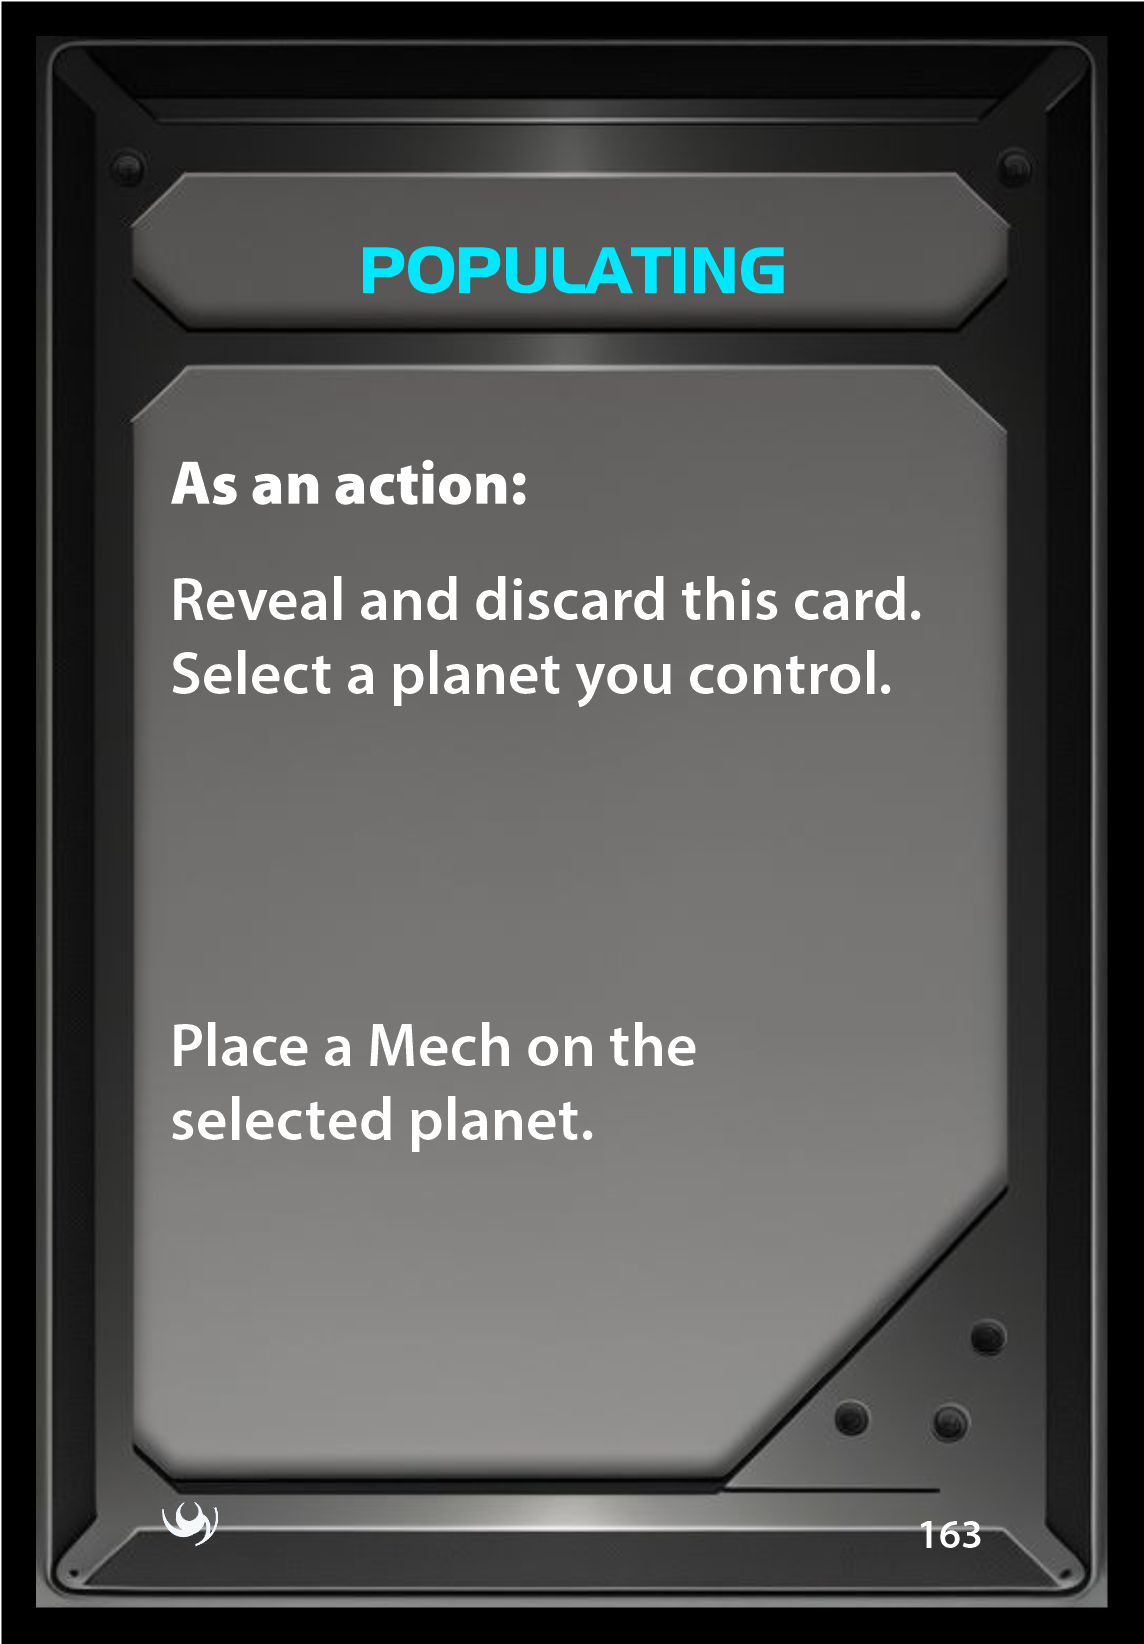 POPULATING
As an action:
Reveal and discard this card.
Select a planet you control.
Place a Mech on the
selected planet.
163